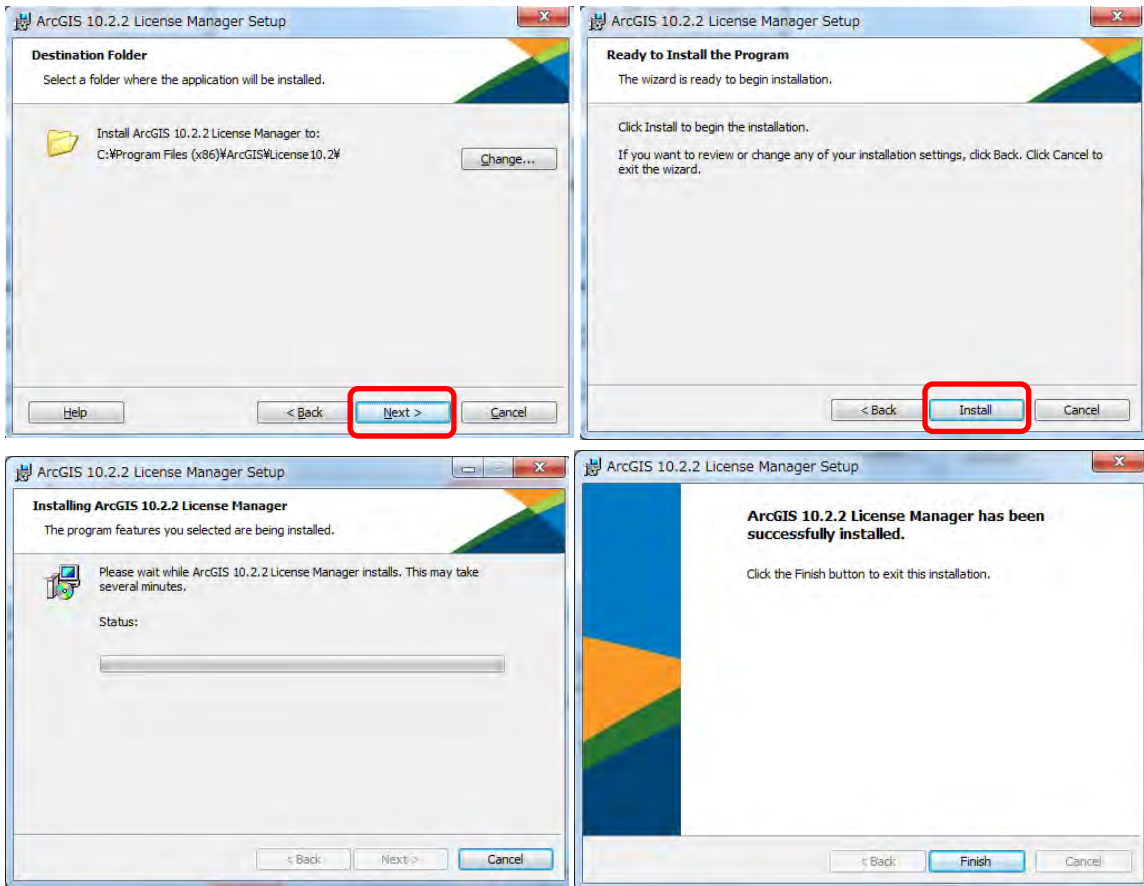 ArcGIS 10.2.2 License Manager Setup
Destination Folder
Select a folder where the application will be installed.
Install ArcGIS 10.2.2 License Manager to:
C:¥Program Files (x86)¥ArcGIS¥License10.2¥
Change...
Help
< Back
Next >
Cancel
ArcGIS 10.2.2 License Manager Setup
Ready to Install the Program
The wizard is ready to begin installation.
Click Install to begin the installation.
If you want to review or change any of your installation settings, click Back. Click Cancel to
exit the wizard.
< Back
Install
Cancel
ArcGIS 10.2.2 License Manager Setup
Installing ArcGIS 10.2.2 License Manager
The program features you selected are being installed.
Please wait while ArcGIS 10.2.2 License Manager installs. This may take
several minutes.
Status:
< Back
Next >
Cancel
ArcGIS 10.2.2 License Manager Setup
ArcGIS 10.2.2 License Manager has been
successfully installed.
Click the Finish button to exit this installation.
< Back
Finish
Cancel